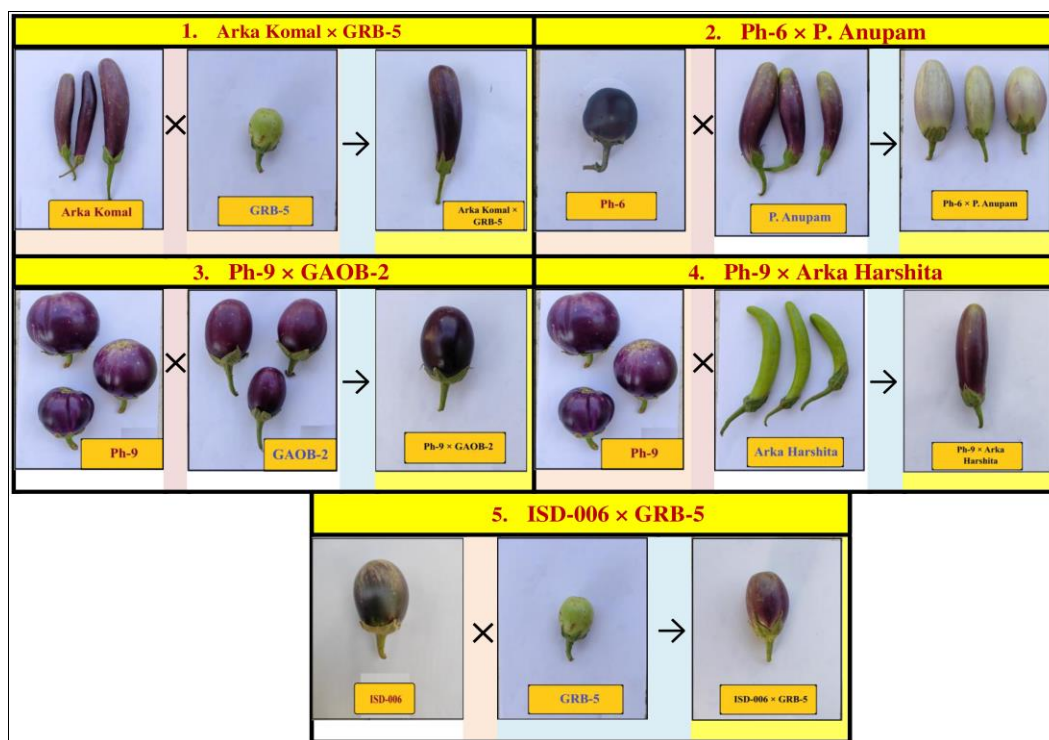 1. Arka Komal × GRB-5
2. Ph-6 × P. Anupam
×
→
×
→
Arka Komal
GRB-5
Arka Komal ×
GRB-5
Ph-6
P. Anupam
Ph-6 × P. Anupam
3. Ph-9 × GAOB-2
4. Ph-9 × Arka Harshita
×
→
×
→
Ph-9
GAOB-2
Ph-9 × GAOB-2
Ph-9
Arka Harshita
Ph-9 × Arka
Harshita
5. ISD-006 × GRB-5
×
→
ISD-006
GRB-5
ISD-006 × GRB-5